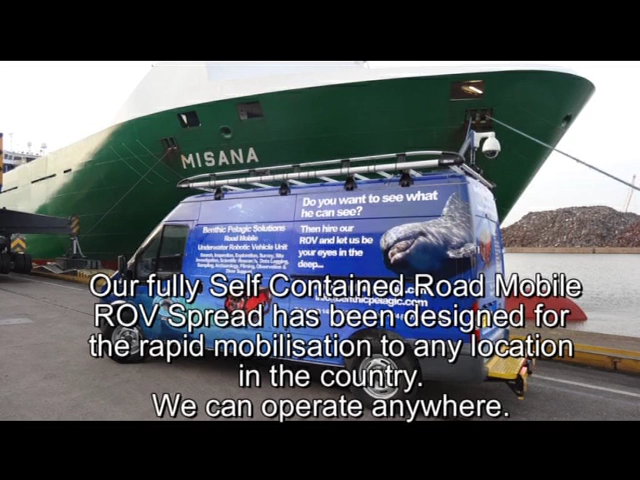 MISANA
Do you want to see what
he can see?
Benthic Pelagic Solutions
Road Mobile
Underwater Robotic Vehicle Unit
Then hire our
ROV and let us be
your eyes in the
deep...
Our fully Self Contained Road Mobile
ROV Spread has been designed for
the rapid mobilisation to any location
in the country.
We can operate anywhere.